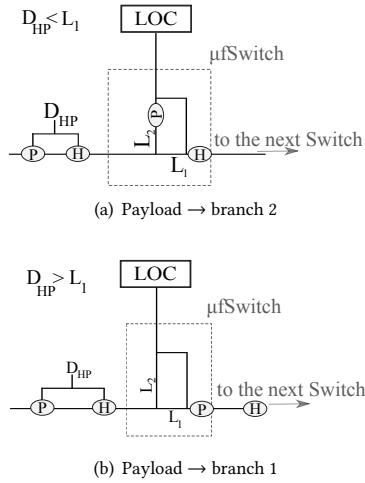 D_HP < L_1
LOC
μfSwitch
D_HP
P
L_2
P
H
L_1
H
to the next Switch
(a) Payload → branch 2
D_HP > L_1
LOC
μfSwitch
D_HP
L_2
to the next Switch
P
H
L_1
P
H
(b) Payload → branch 1